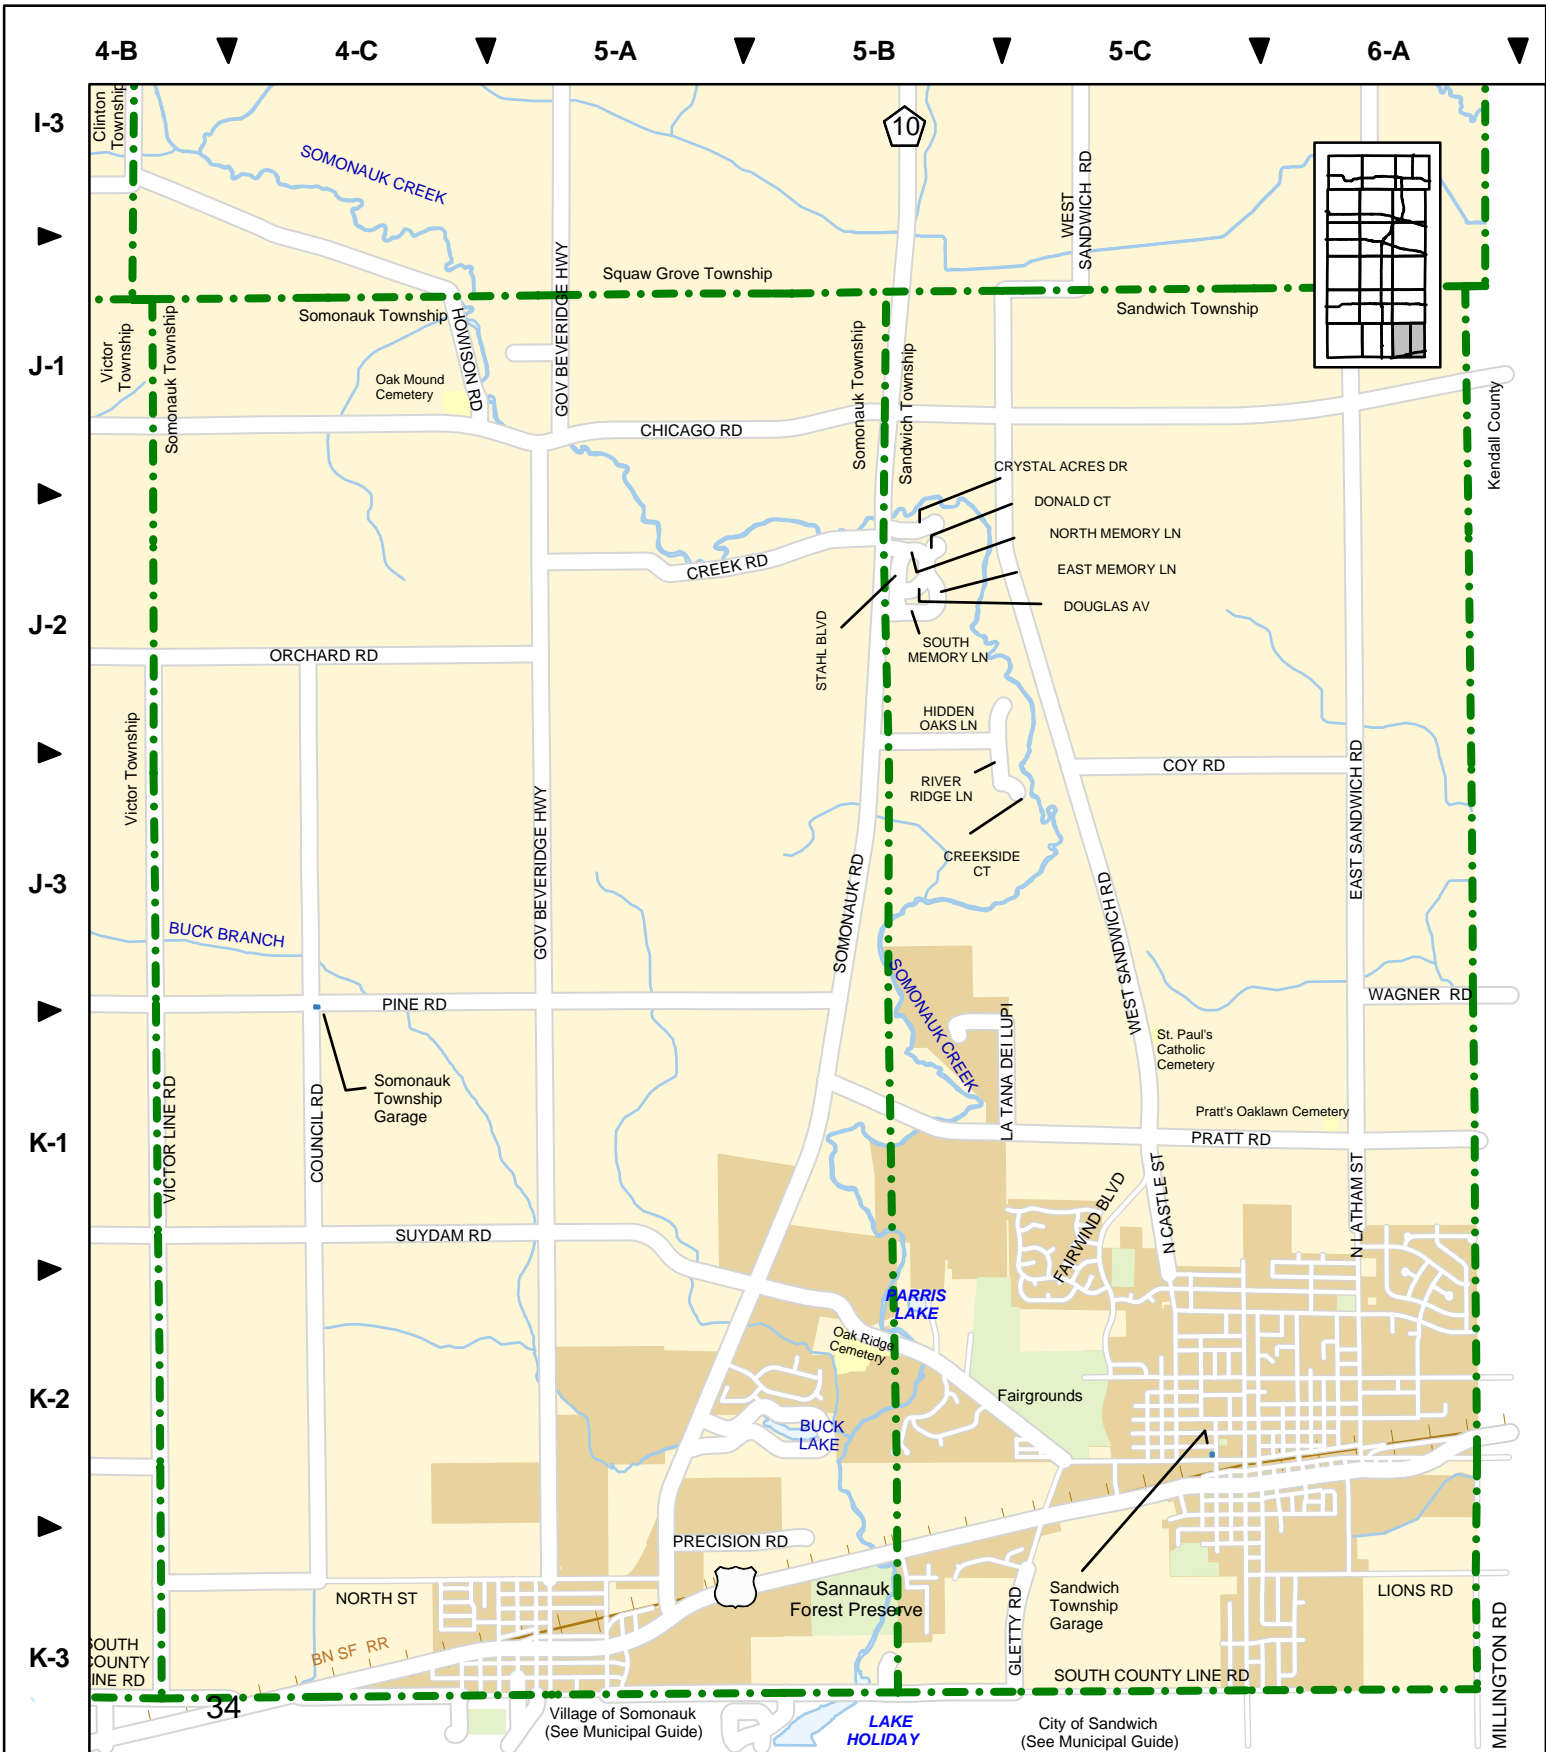 4-B
4-C
5-A
5-B
5-C
6-A
I-3
J-1
J-2
J-3
K-1
K-2
K-3
Clinton
Township
SOMONAUK CREEK
10
WEST
SANDWICH RD
GOV BEVERIDGE HWY
Squaw Grove Township
Somonauk Township
Sandwich Township
Victor
Township
Somonauk Township
HOWISON RD
Oak Mound
Cemetery
CHICAGO RD
Somonauk Township
Sandwich Township
Kendall County
CRYSTAL ACRES DR
DONALD CT
NORTH MEMORY LN
EAST MEMORY LN
DOUGLAS AV
CREEK RD
STAHL BLVD
SOUTH
MEMORY LN
ORCHARD RD
HIDDEN
OAKS LN
Victor Township
COY RD
EAST SANDWICH RD
RIVER
RIDGE LN
GOV BEVERIDGE HWY
CREEKSIDE
CT
SOMONAUK RD
WEST SANDWICH RD
BUCK BRANCH
SOMONAUK CREEK
PINE RD
WAGNER RD
LA TANA DEI LUPI
St. Paul's
Catholic
Cemetery
Somonauk
Township
Garage
VICTOR LINE RD
COUNCIL RD
Pratt's Oaklawn Cemetery
PRATT RD
FAIRWIND BLVD
N CASTLE ST
N LATHAM ST
SUYDAM RD
PARRIS
LAKE
Oak Ridge
Cemetery
Fairgrounds
BUCK
LAKE
PRECISION RD
NORTH ST
Sannauk
Forest Preserve
GLETTY RD
Sandwich
Township
Garage
LIONS RD
MILLINGTON RD
SOUTH
COUNTY
LINE RD
BN SF RR
SOUTH COUNTY LINE RD
34
Village of Somonauk
(See Municipal Guide)
LAKE
HOLIDAY
City of Sandwich
(See Municipal Guide)